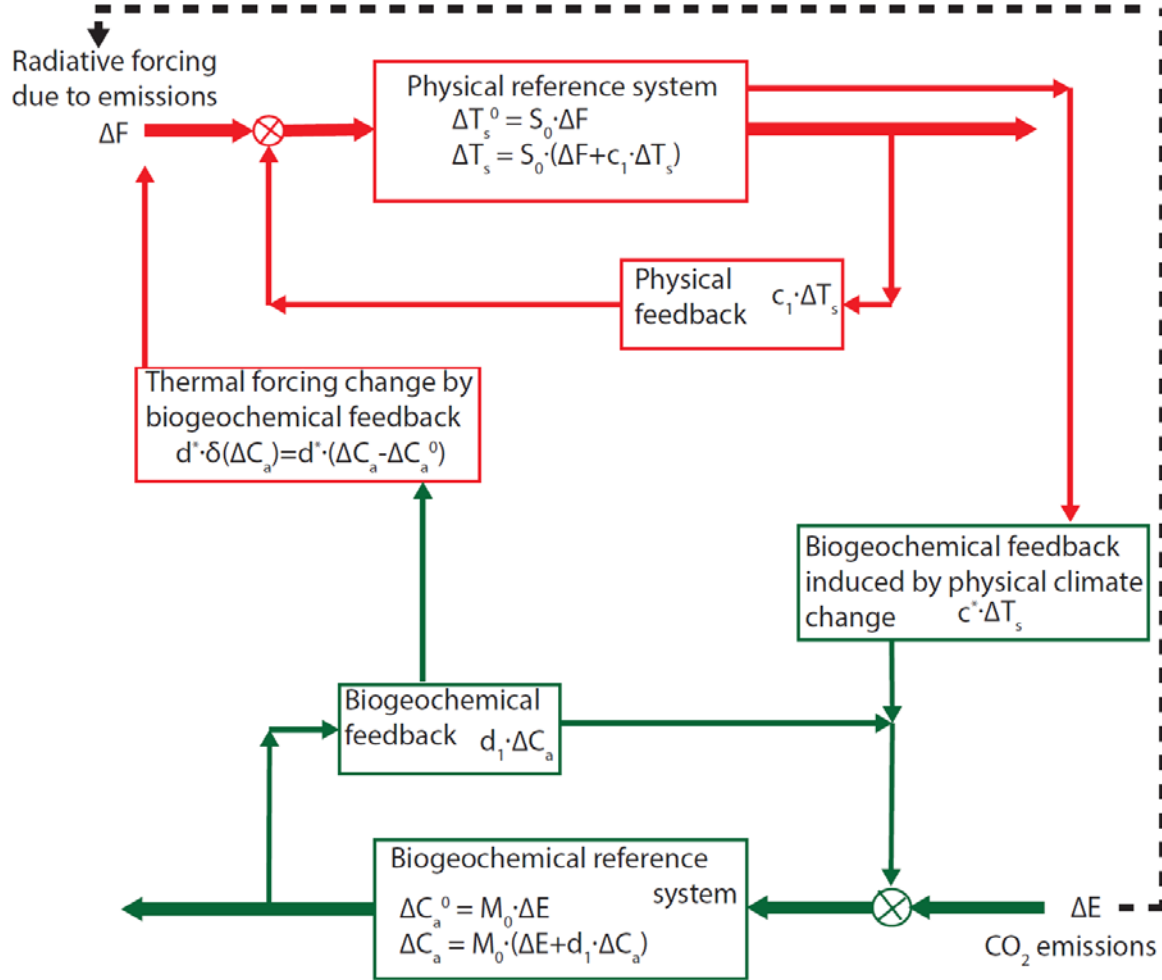 Radiative forcing
due to emissions
ΔF
Physical reference system
ΔTₛ⁰ = S₀·ΔF
ΔTₛ = S₀·(ΔF+c₁·ΔTₛ)
Physical
feedback
c₁·ΔTₛ
Thermal forcing change by
biogeochemical feedback
d*·δ(ΔCₐ)=d*·(ΔCₐ-ΔCₐ⁰)
Biogeochemical feedback
induced by physical climate
change c*·ΔTₛ
Biogeochemical
feedback d₁·ΔCₐ
Biogeochemical reference
system
ΔCₐ⁰ = M₀·ΔE
ΔCₐ = M₀·(ΔE+d₁·ΔCₐ)
ΔE
CO₂ emissions